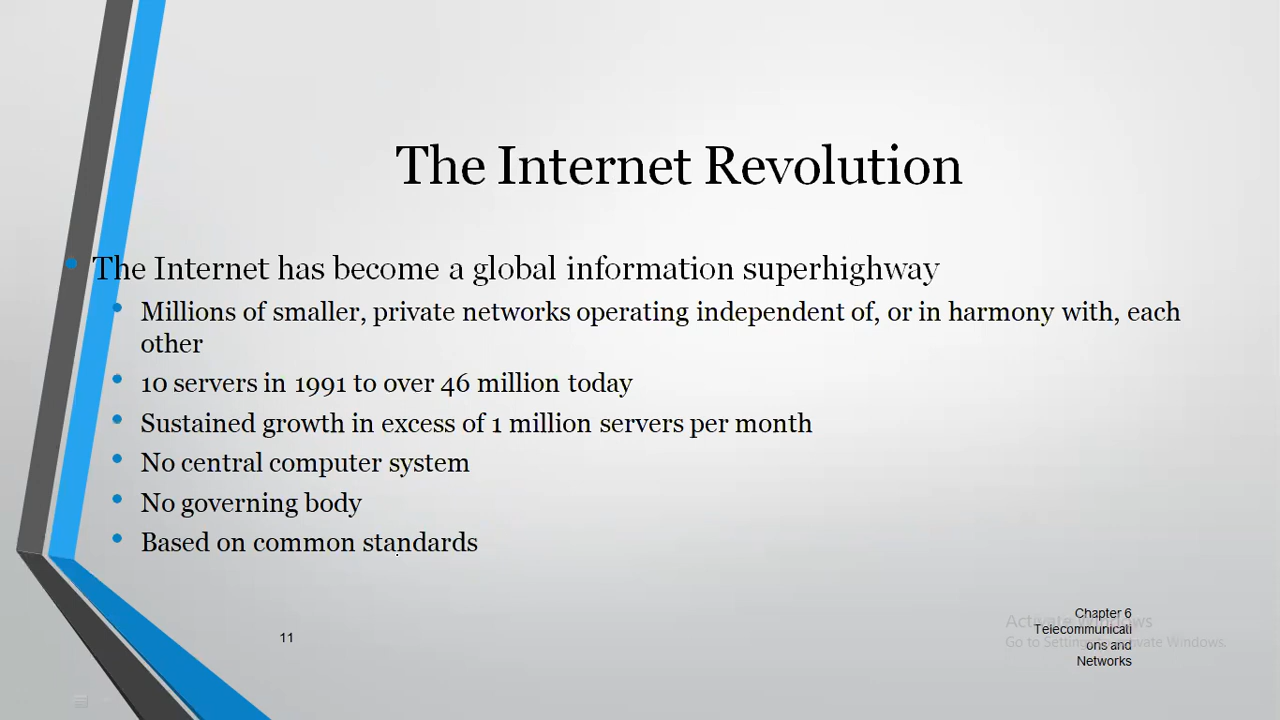 The Internet Revolution
• The Internet has become a global information superhighway
• Millions of smaller, private networks operating independent of, or in harmony with, each
other
• 10 servers in 1991 to over 46 million today
• Sustained growth in excess of 1 million servers per month
• No central computer system
• No governing body
• Based on common standards
11
Chapter 6
Telecommunicati
ons and
Networks
Activate Windows
Go to Settings to activate Windows.